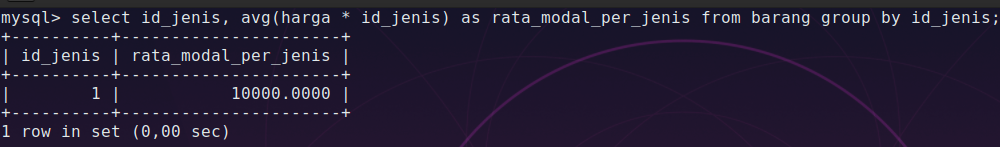 mysql> select id_jenis, avg(harga * id_jenis) as rata_modal_per_jenis from barang group by id_jenis;
+----------+----------------------+
| id_jenis | rata_modal_per_jenis |
+----------+----------------------+
|        1 |           10000.0000 |
+----------+----------------------+
1 row in set (0,00 sec)